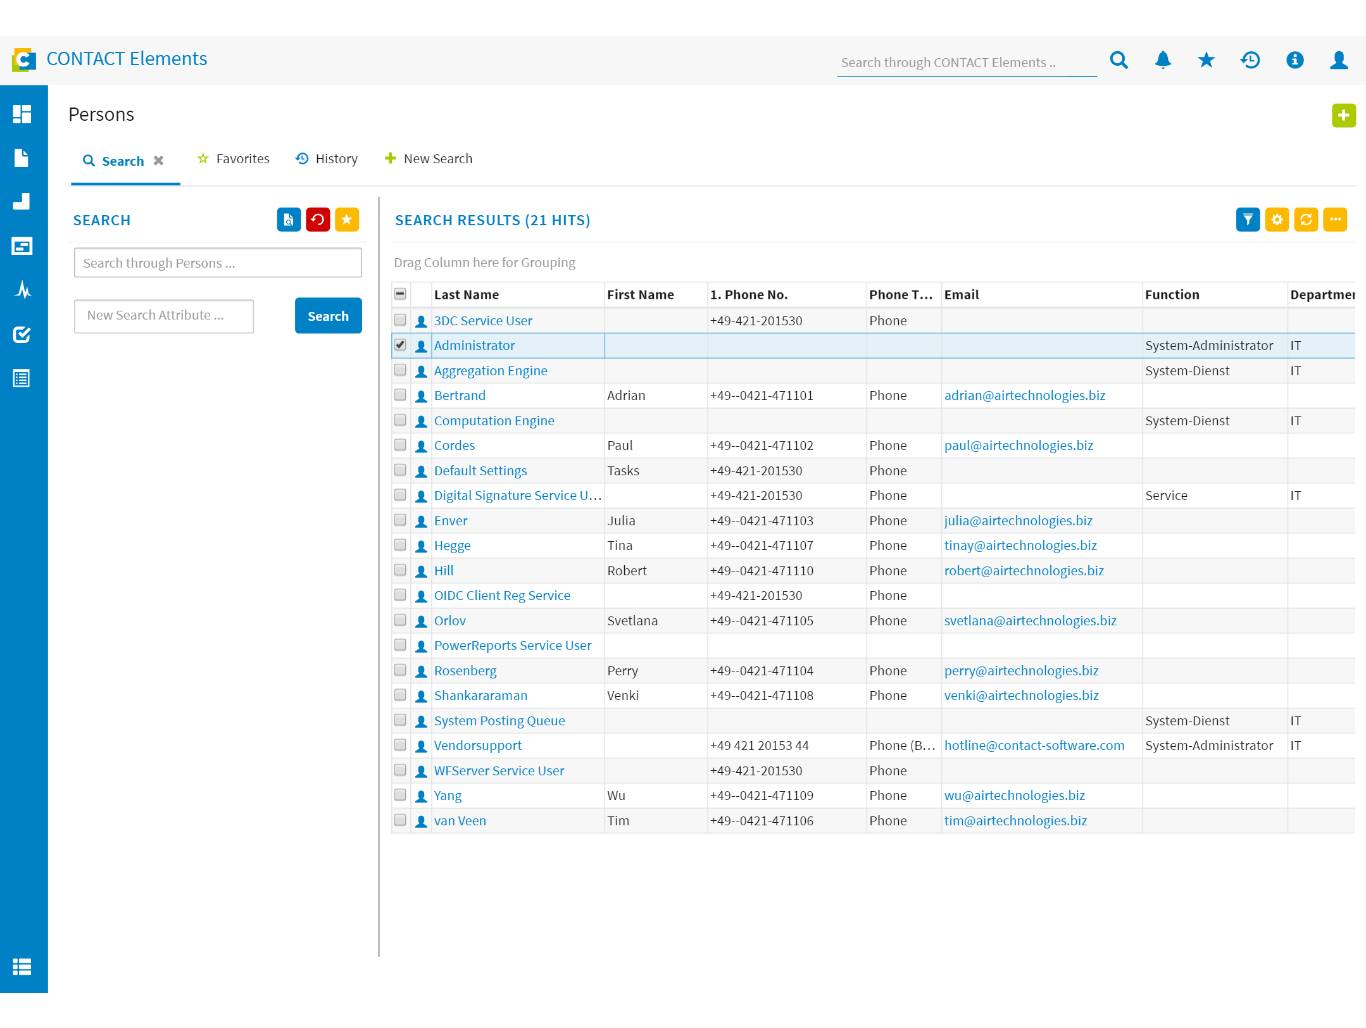 CONTACT Elements
Search through CONTACT Elements ..
Persons
Search Favorites History New Search
SEARCH
Search through Persons ...
New Search Attribute ... Search
SEARCH RESULTS (21 HITS)
Drag Column here for Grouping
Last Name First Name 1. Phone No. Phone T... Email Function Departmen
3DC Service User +49-421-201530 Phone
Administrator System-Administrator IT
Aggregation Engine System-Dienst IT
Bertrand Adrian +49--0421-471101 Phone adrian@airtechnologies.biz
Computation Engine System-Dienst IT
Cordes Paul +49--0421-471102 Phone paul@airtechnologies.biz
Default Settings Tasks +49-421-201530 Phone
Digital Signature Service U... +49-421-201530 Phone Service IT
Enver Julia +49--0421-471103 Phone julia@airtechnologies.biz
Hegge Tina +49--0421-471107 Phone tinay@airtechnologies.biz
Hill Robert +49--0421-471110 Phone robert@airtechnologies.biz
OIDC Client Reg Service +49-421-201530 Phone
Orlov Svetlana +49--0421-471105 Phone svetlana@airtechnologies.biz
PowerReports Service User
Rosenberg Perry +49--0421-471104 Phone perry@airtechnologies.biz
Shankararaman Venki +49--0421-471108 Phone venki@airtechnologies.biz
System Posting Queue System-Dienst IT
Vendorsupport +49 421 20153 44 Phone (B... hotline@contact-software.com System-Administrator IT
WFServer Service User +49-421-201530 Phone
Yang Wu +49--0421-471109 Phone wu@airtechnologies.biz
van Veen Tim +49--0421-471106 Phone tim@airtechnologies.biz